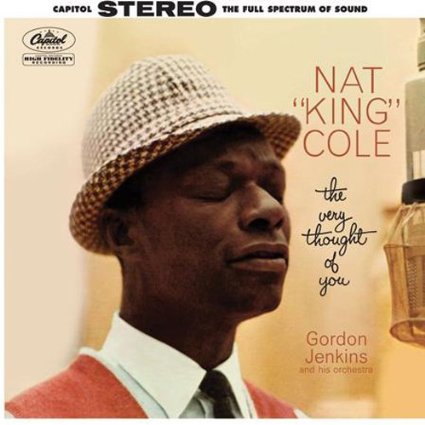 CAPITOL STEREO THE FULL SPECTRUM OF SOUND
Capitol
HIGH FIDELITY
RECORDING
NAT
"KING"
COLE
the
very
thought
of
you
Gordon
Jenkins
and his orchestra